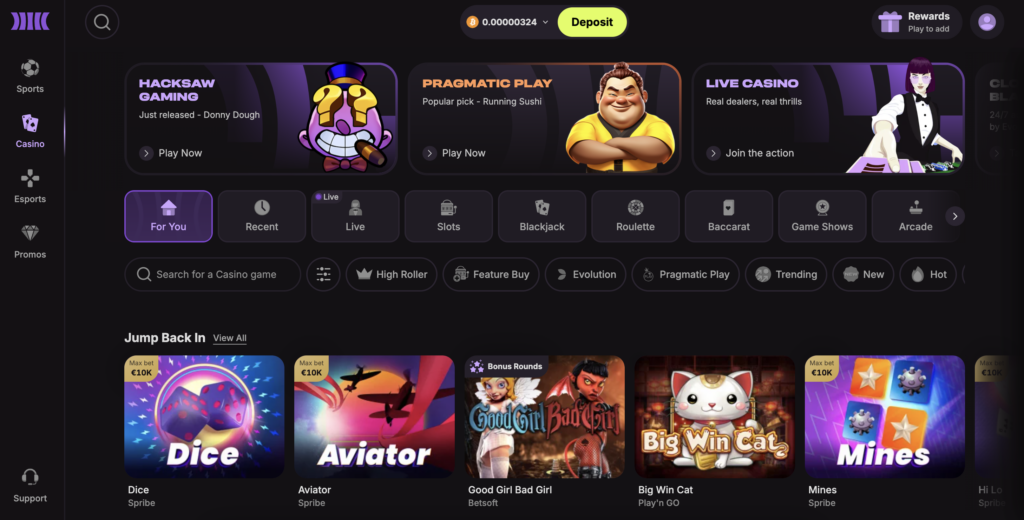 0.00000324
Deposit
Rewards
Play to add
Sports
Casino
Esports
Promos
Support
HACKSAW
GAMING
Just released - Donny Dough
Play Now
PRAGMATIC PLAY
Popular pick - Running Sushi
Play Now
LIVE CASINO
Real dealers, real thrills
Join the action
24/7
For You
Recent
Live
Live
Slots
Blackjack
Roulette
Baccarat
Game Shows
Arcade
Search for a Casino game
High Roller
Feature Buy
Evolution
Pragmatic Play
Trending
New
Hot
Jump Back In
View All
Max bet
€10K
Dice
Max bet
€10K
Aviator
Bonus Rounds
Good Girl Bad Girl
Big Win Cat
Max bet
€10K
Mines
Max bet
€10K
Dice
Spribe
Aviator
Spribe
Good Girl Bad Girl
Betsoft
Big Win Cat
Play'n GO
Mines
Spribe
Hi Lo
Spribe